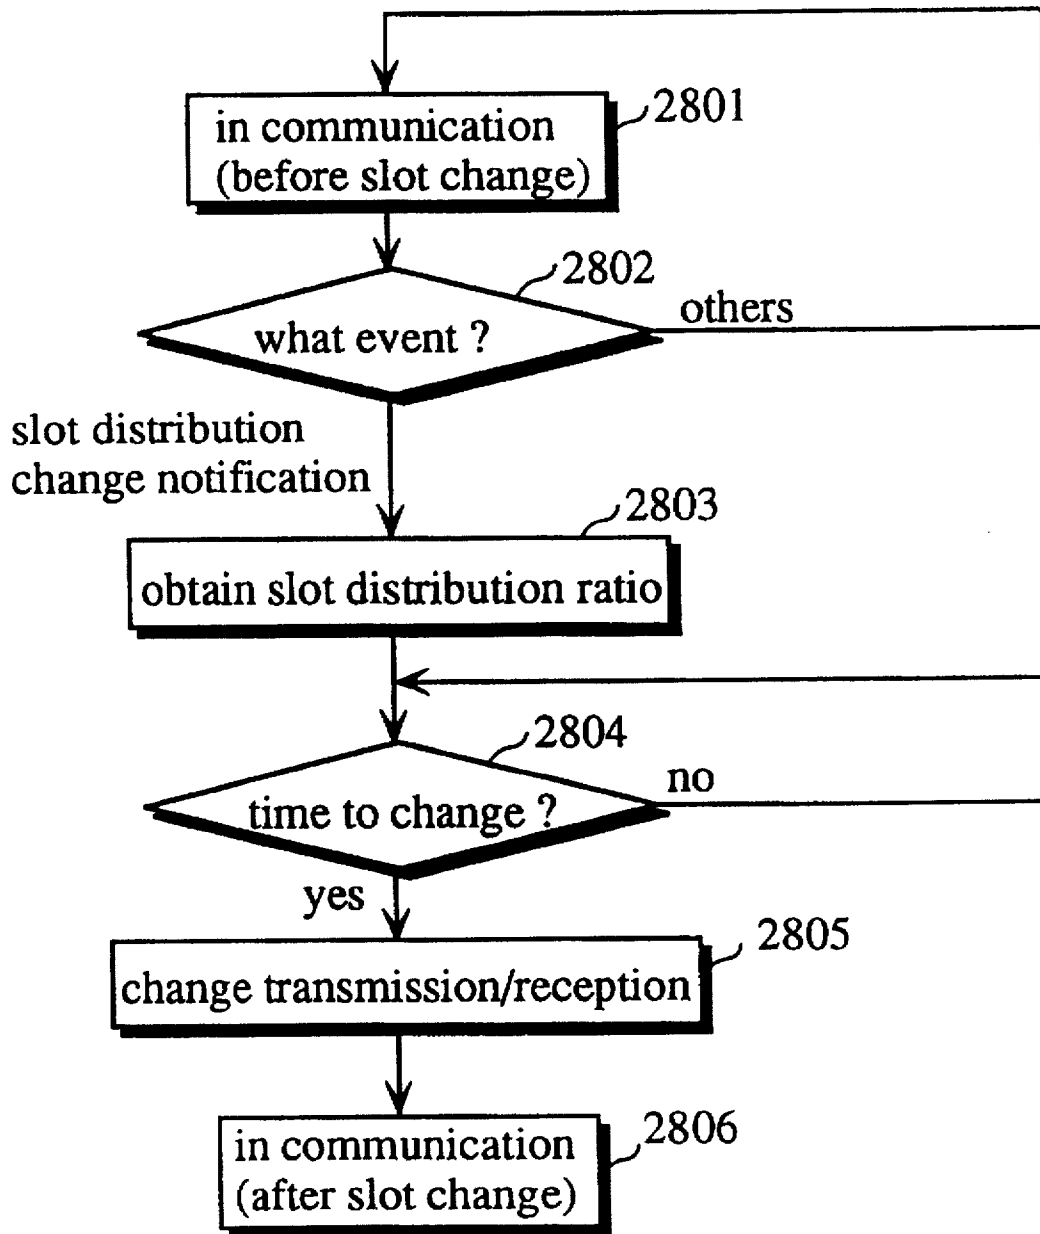 in communication
(before slot change)
2801
2802
what event ?
others
slot distribution
change notification
2803
obtain slot distribution ratio
2804
time to change ?
no
yes
2805
change transmission/reception
in communication
(after slot change)
2806